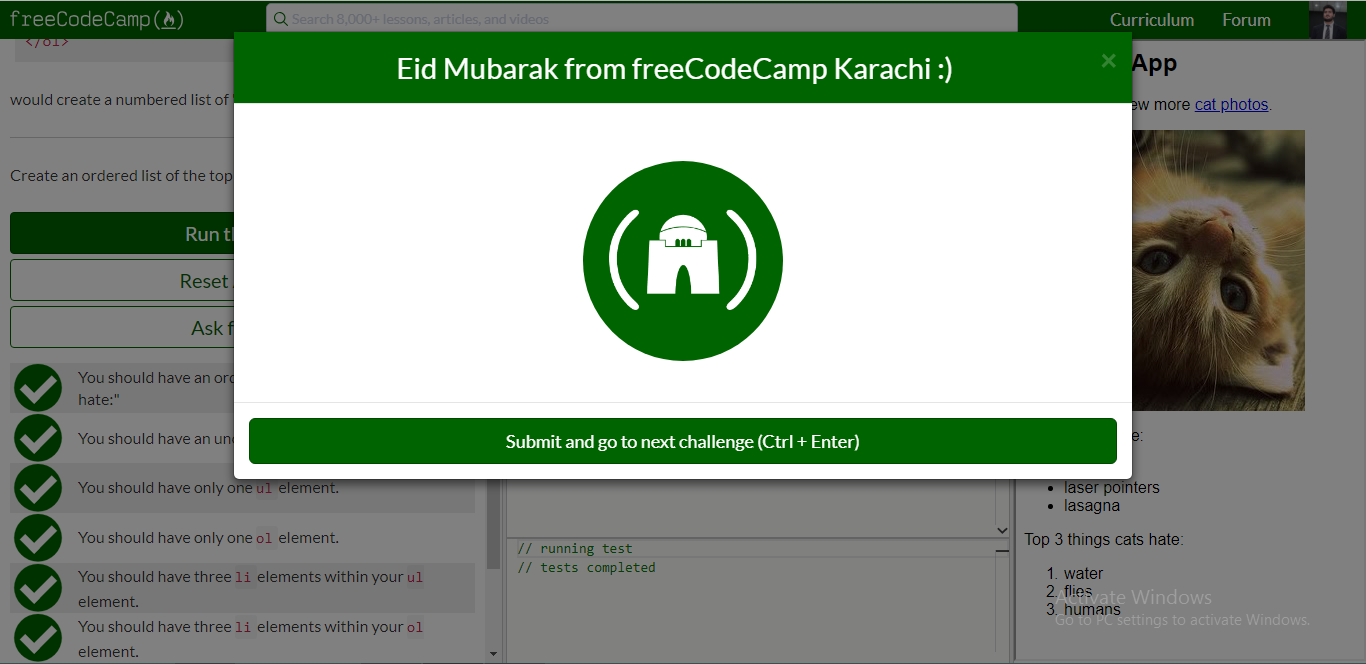 freeCodeCamp
Search 8,000+ lessons, articles, and videos
Curriculum
Forum
</ol>
would create a numbered list of
Create an ordered list of the top
Reset
Ask
You should have an
hate:"
You should have an
You should have only one ul element.
You should have only one ol element.
You should have three li elements within your ul
element.
You should have three li elements within your ol
element.
Eid Mubarak from freeCodeCamp Karachi :)
×
Submit and go to next challenge (Ctrl + Enter)
// running test
// tests completed
App
more cat photos.
laser pointers
lasagna
Top 3 things cats hate:
1. water
2. flies
3. humans
Activate Windows
Go to PC settings to activate Windows.